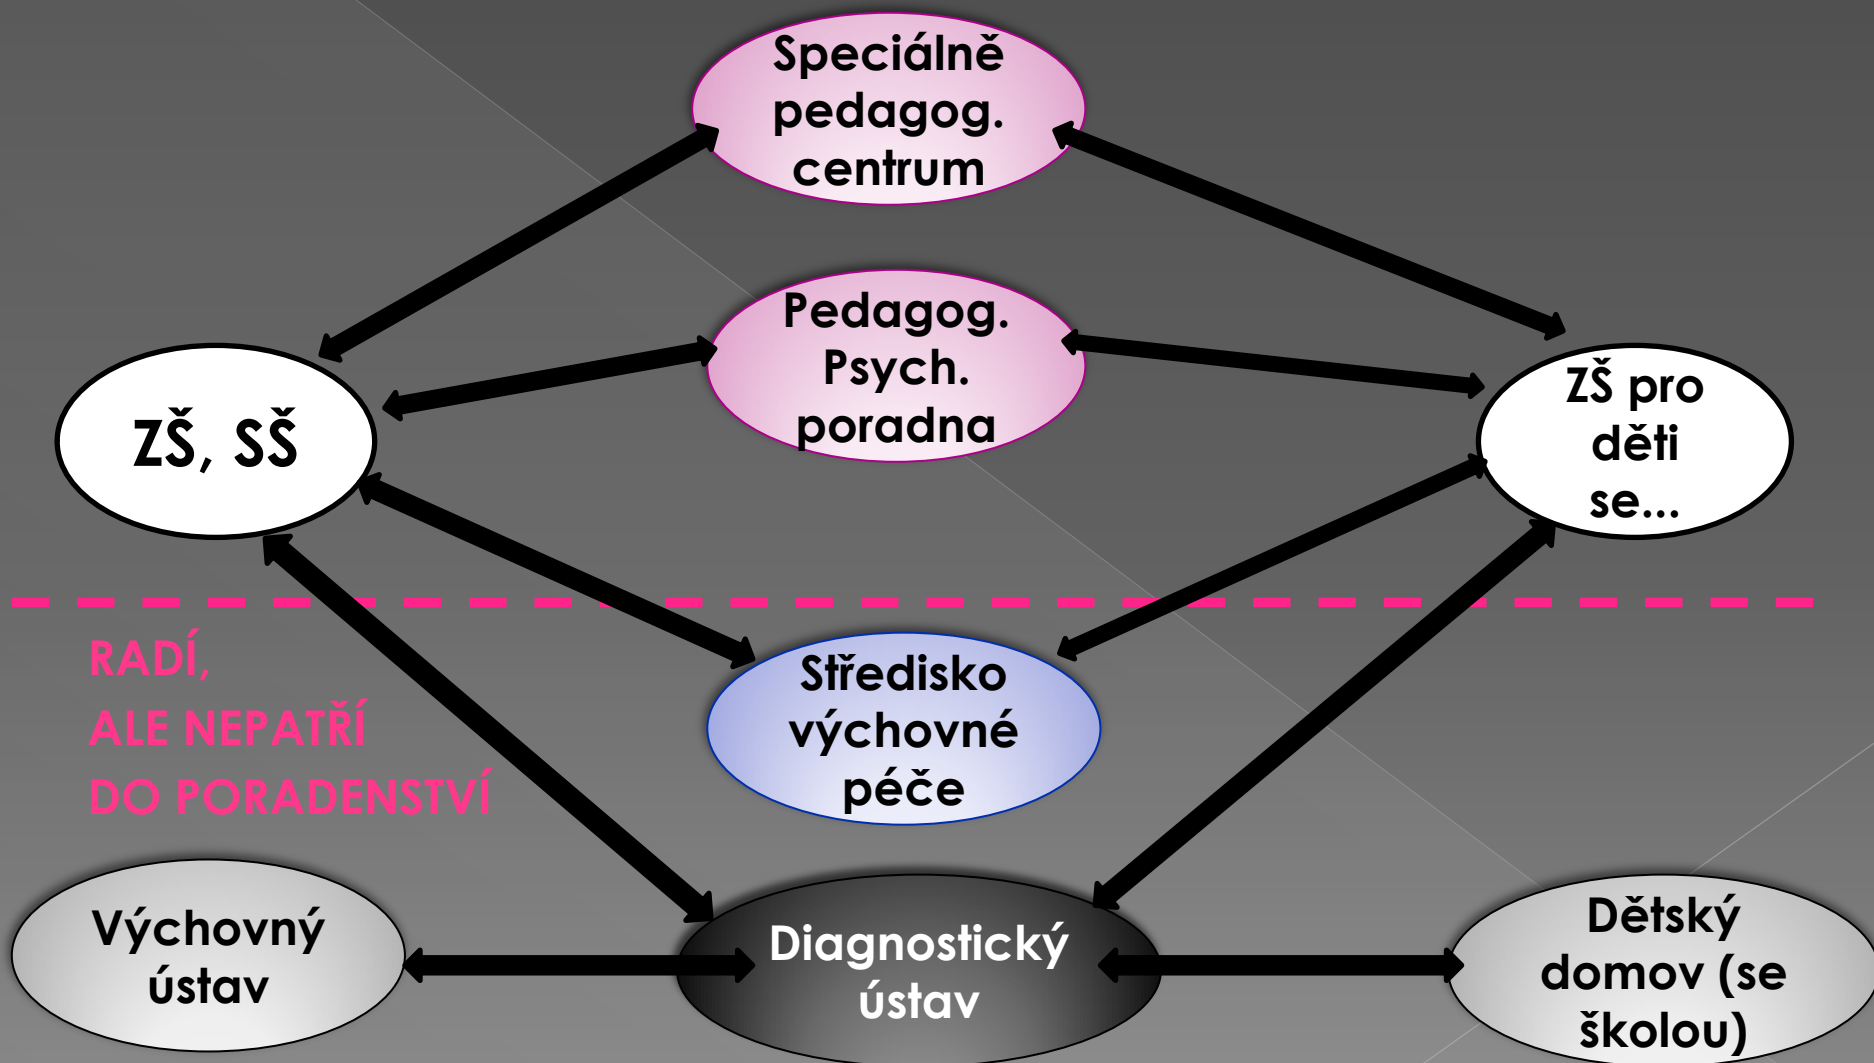 Speciálně
pedagog.
centrum
Pedagog.
Psych.
poradna
ZŠ, SŠ
ZŠ pro
děti
se...
RADÍ,
ALE NEPATŘÍ
DO PORADENSTVÍ
Středisko
výchovné
péče
Výchovný
ústav
Diagnostický
ústav
Dětský
domov (se
školou)